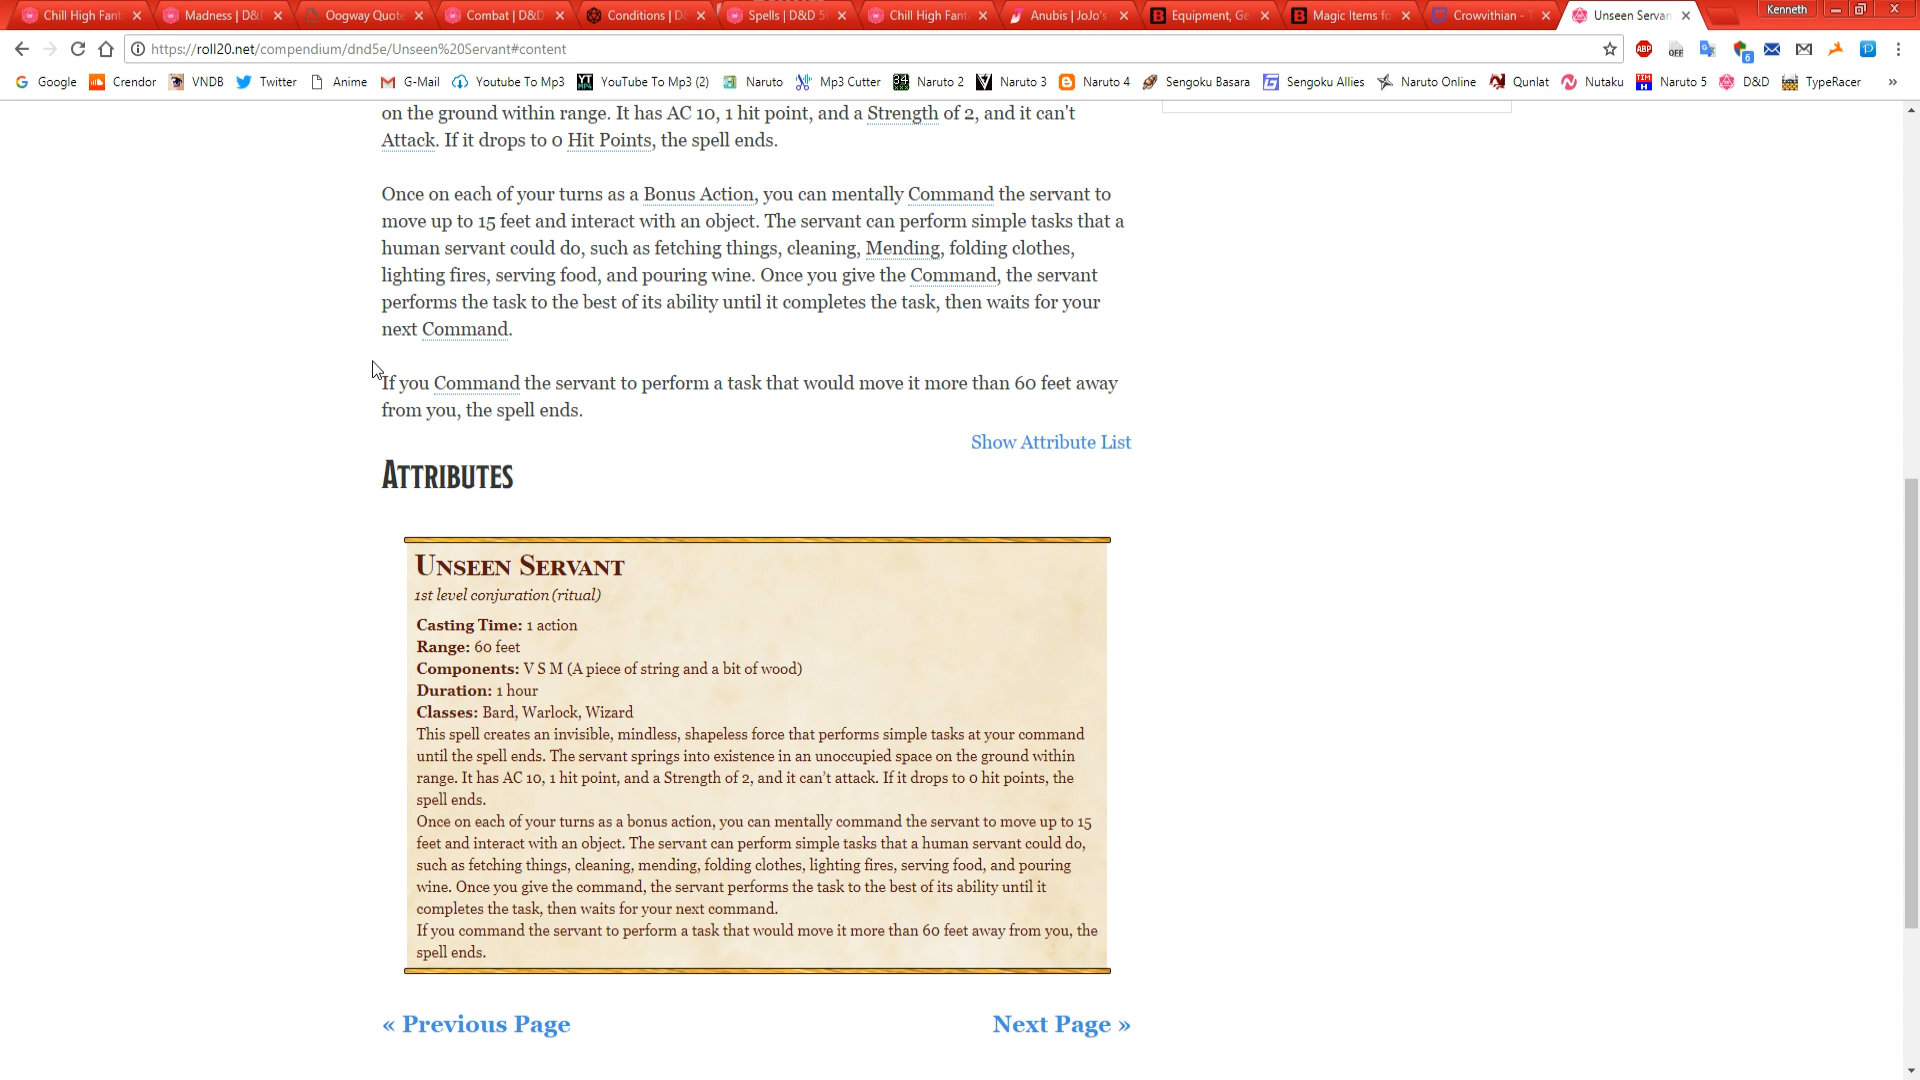 Chill High Fant
Madness | D&
Oogway Quote
Combat | D&D
Conditions | D
Spells | D&D 5
Chill High Fant
Anubis | JoJo's
Equipment, Ge
Magic Items fo
Crowvithian - T
Unseen Servan
Kenneth
https://roll20.net/compendium/dnd5e/Unseen%20Servant#content
ABP
OFF
6
Google
Crendor
VNDB
Twitter
Anime
G-Mail
Youtube To Mp3
YouTube To Mp3 (2)
Naruto
Mp3 Cutter
Naruto 2
Naruto 3
Naruto 4
Sengoku Basara
Sengoku Allies
Naruto Online
Qunlat
Nutaku
Naruto 5
D&D
TypeRacer
»
on the ground within range. It has AC 10, 1 hit point, and a Strength of 2, and it can't
Attack. If it drops to 0 Hit Points, the spell ends.
Once on each of your turns as a Bonus Action, you can mentally Command the servant to
move up to 15 feet and interact with an object. The servant can perform simple tasks that a
human servant could do, such as fetching things, cleaning, Mending, folding clothes,
lighting fires, serving food, and pouring wine. Once you give the Command, the servant
performs the task to the best of its ability until it completes the task, then waits for your
next Command.
If you Command the servant to perform a task that would move it more than 60 feet away
from you, the spell ends.
Show Attribute List
ATTRIBUTES
UNSEEN SERVANT
1st level conjuration (ritual)
Casting Time: 1 action
Range: 60 feet
Components: V S M (A piece of string and a bit of wood)
Duration: 1 hour
Classes: Bard, Warlock, Wizard
This spell creates an invisible, mindless, shapeless force that performs simple tasks at your command
until the spell ends. The servant springs into existence in an unoccupied space on the ground within
range. It has AC 10, 1 hit point, and a Strength of 2, and it can't attack. If it drops to 0 hit points, the
spell ends.
Once on each of your turns as a bonus action, you can mentally command the servant to move up to 15
feet and interact with an object. The servant can perform simple tasks that a human servant could do,
such as fetching things, cleaning, mending, folding clothes, lighting fires, serving food, and pouring
wine. Once you give the command, the servant performs the task to the best of its ability until it
completes the task, then waits for your next command.
If you command the servant to perform a task that would move it more than 60 feet away from you, the
spell ends.
« Previous Page
Next Page »